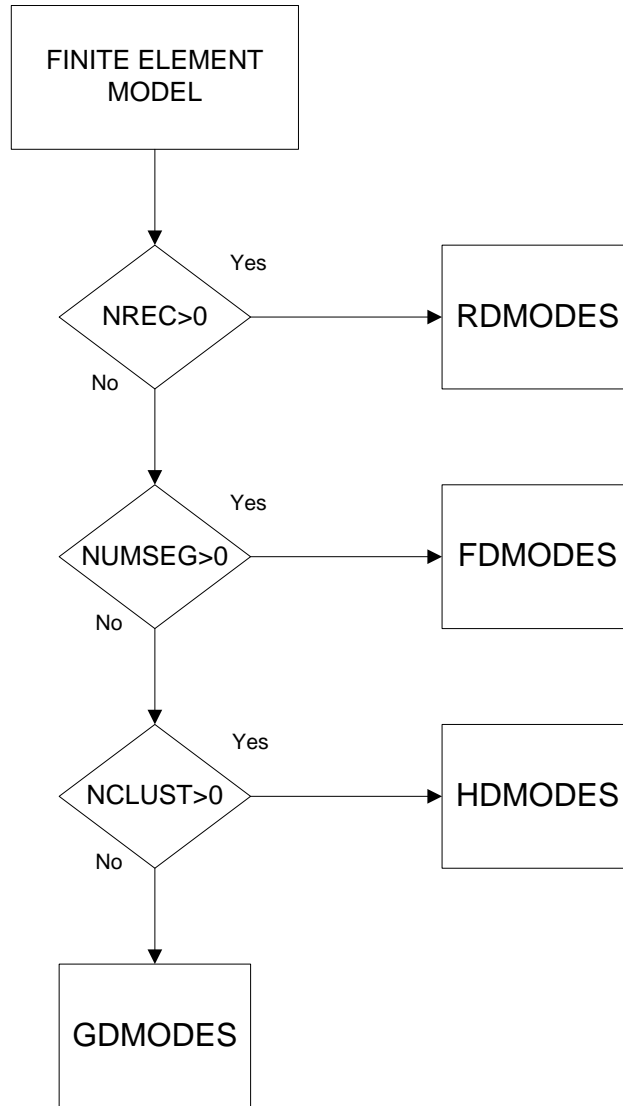 FINITE ELEMENT
MODEL
Yes
NREC>0
RDMODES
No
Yes
NUMSEG>0
FDMODES
No
Yes
NCLUST>0
HDMODES
No
GDMODES